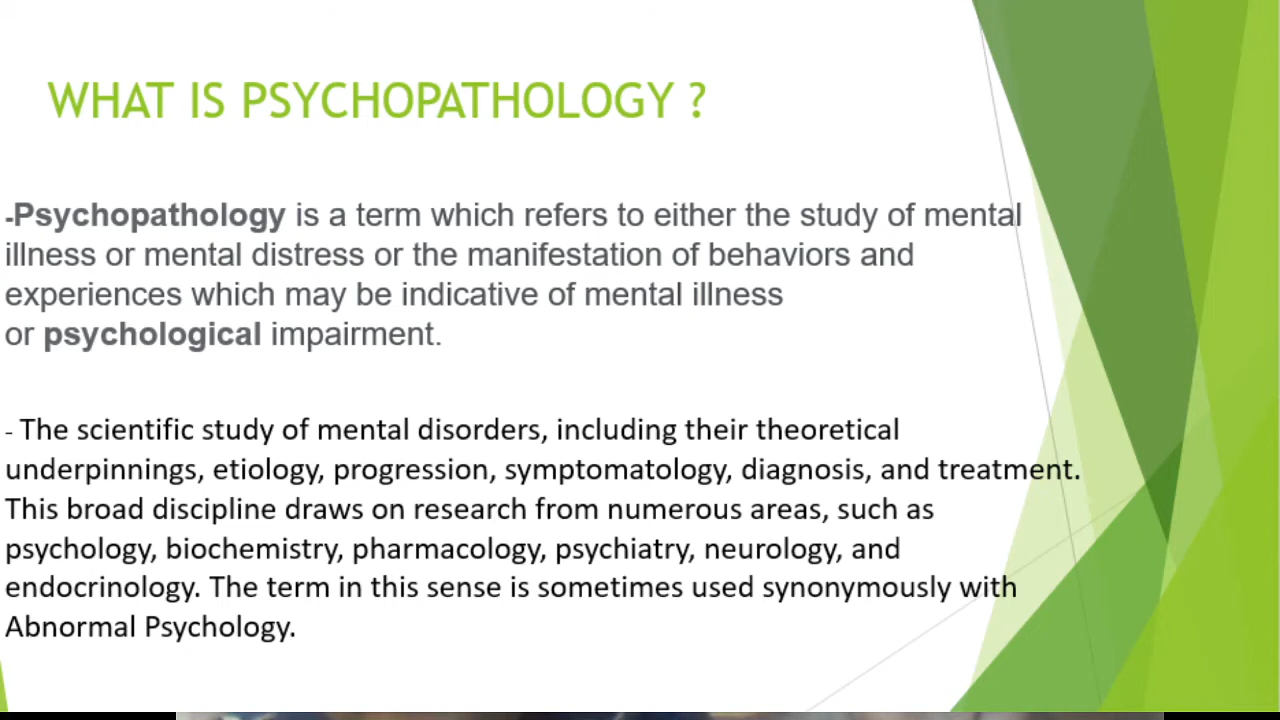 WHAT IS PSYCHOPATHOLOGY ?
-Psychopathology is a term which refers to either the study of mental
illness or mental distress or the manifestation of behaviors and
experiences which may be indicative of mental illness
or psychological impairment.
- The scientific study of mental disorders, including their theoretical
underpinnings, etiology, progression, symptomatology, diagnosis, and treatment.
This broad discipline draws on research from numerous areas, such as
psychology, biochemistry, pharmacology, psychiatry, neurology, and
endocrinology. The term in this sense is sometimes used synonymously with
Abnormal Psychology.